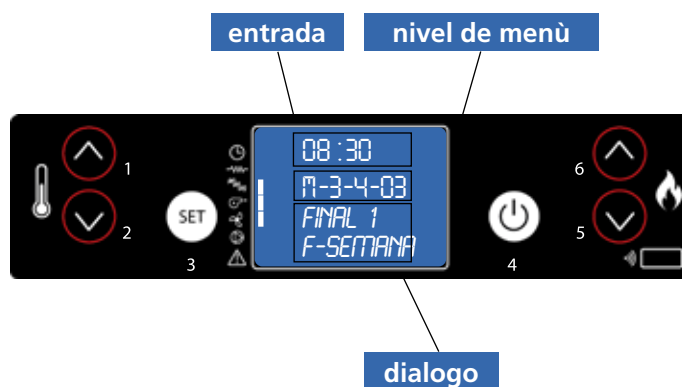 entrada
nivel de menù
08:30
M-3-4-03
FINAL 1
F-SEMANA
SET
1
2
3
4
5
6
dialogo